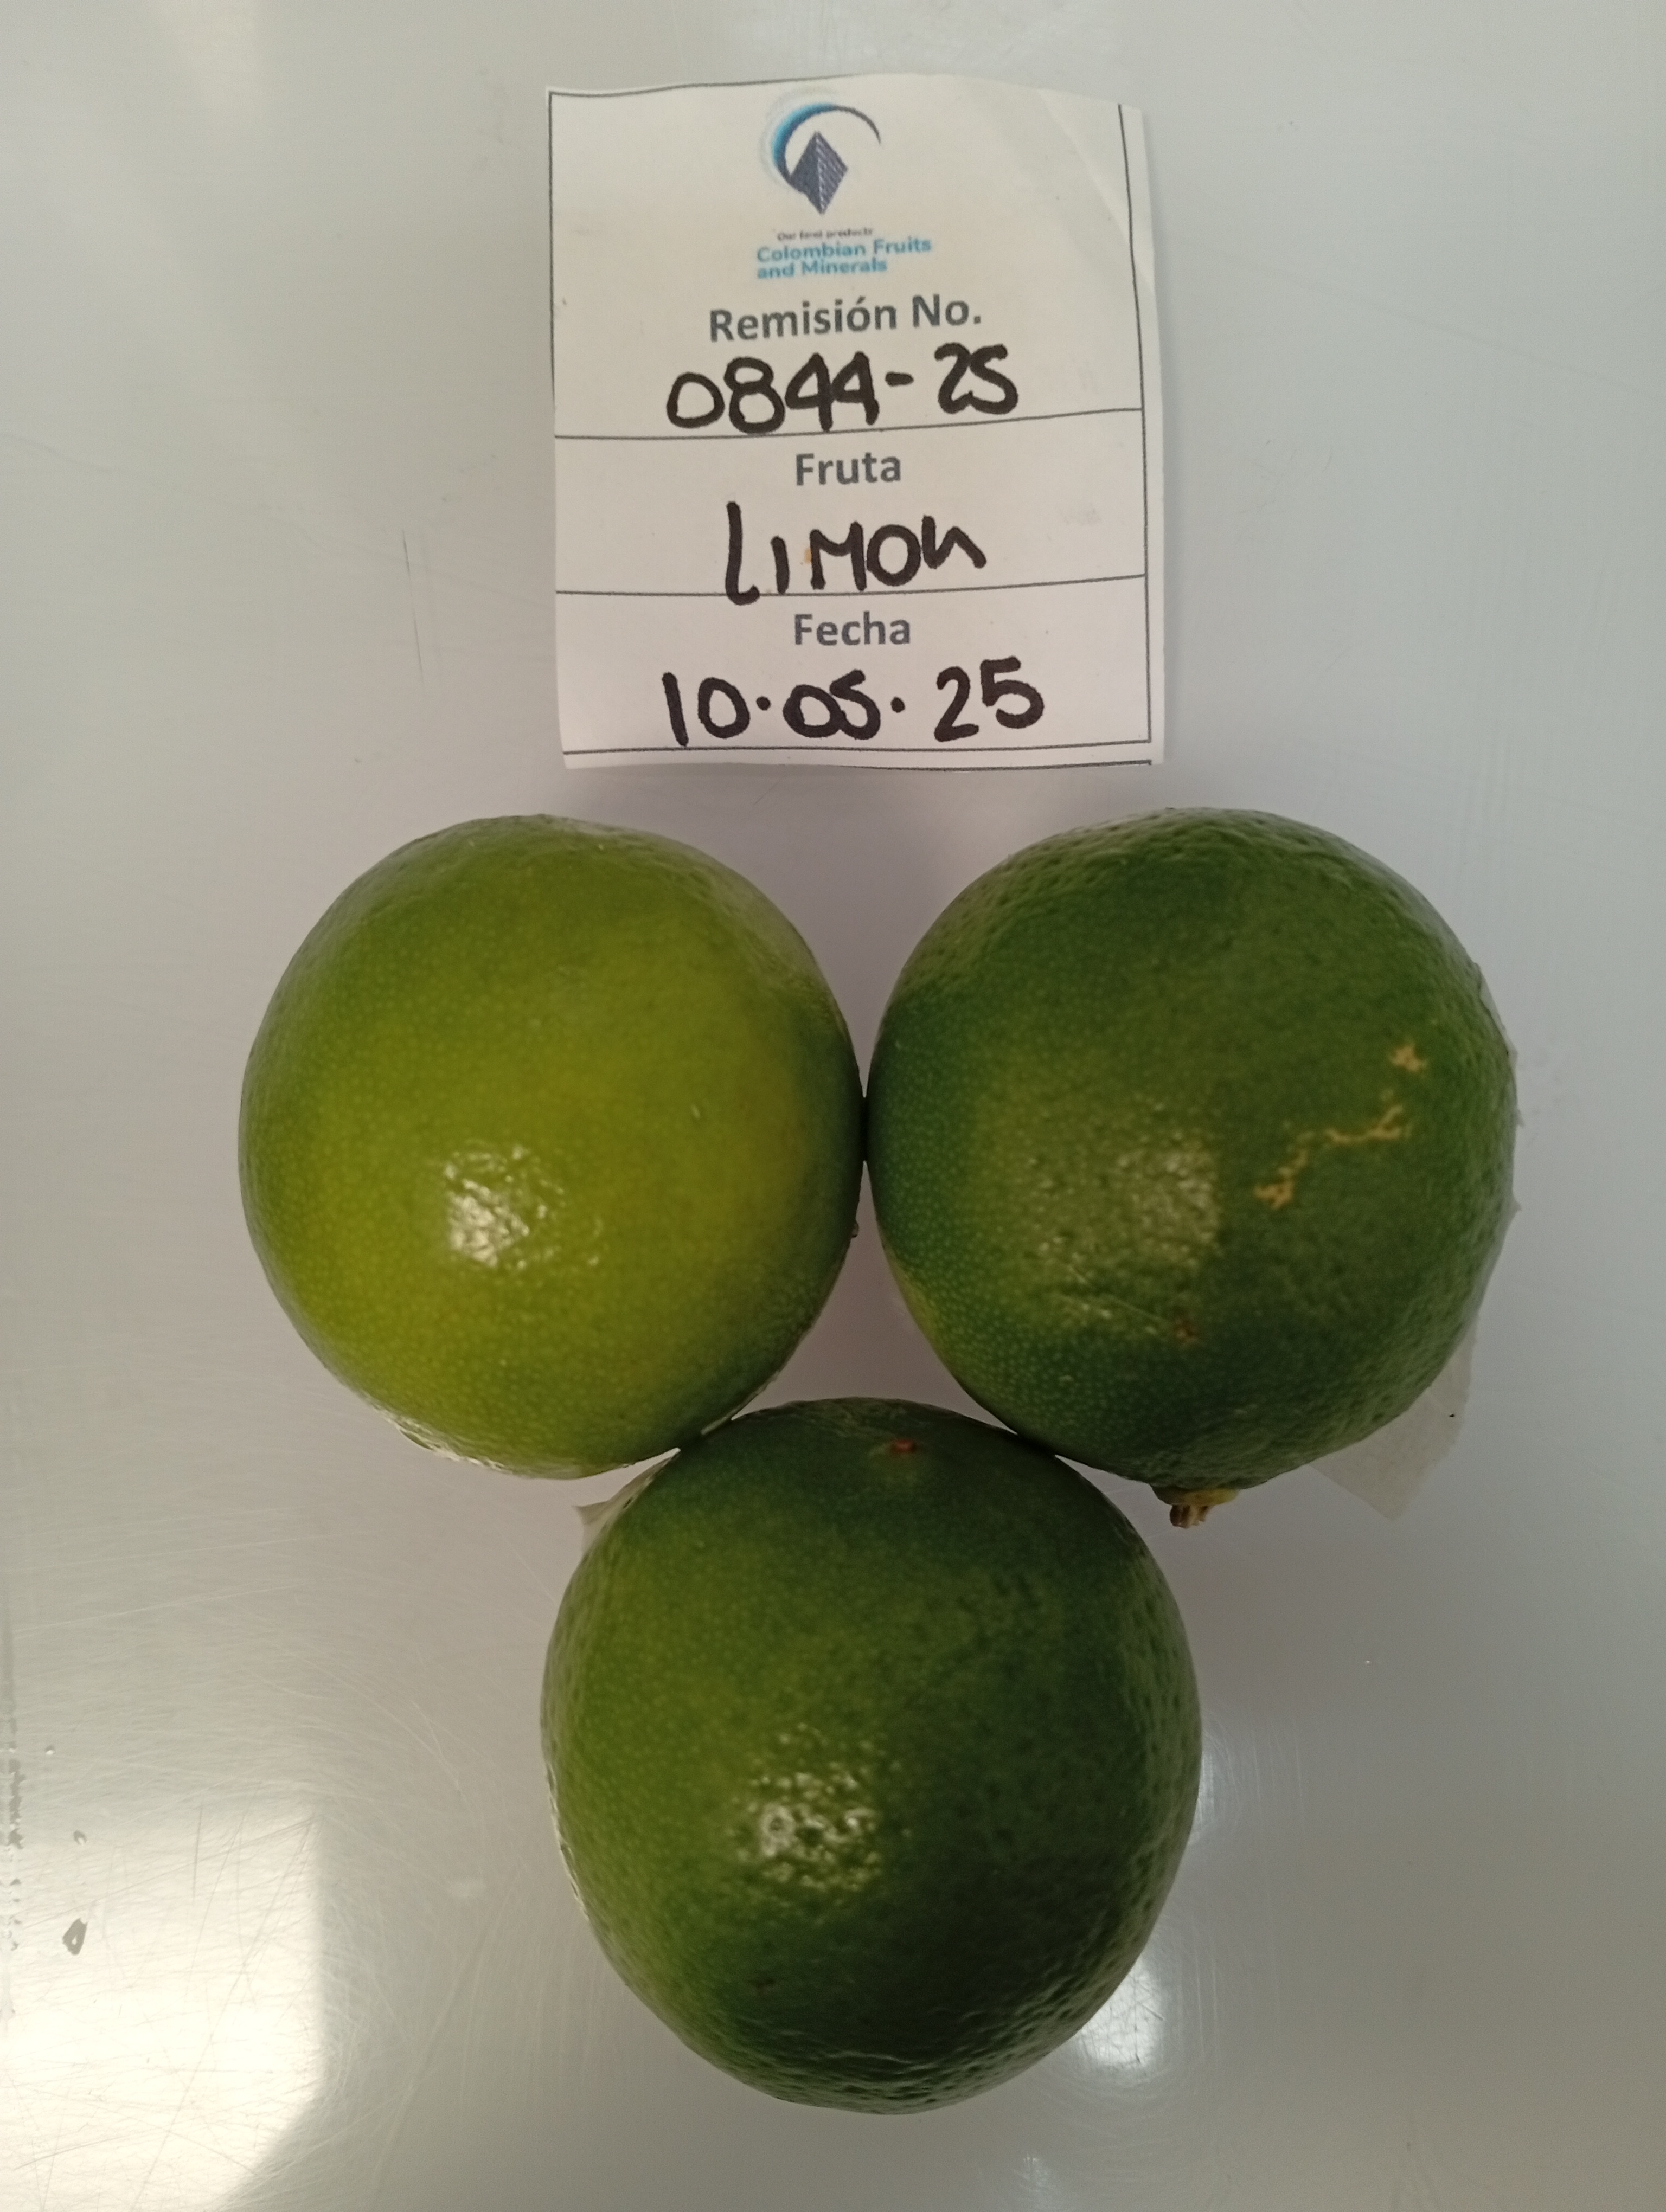 Our best products
Colombian Fruits
and Minerals
Remisión No.
0844-25
Fruta
LIMON
Fecha
10.05.25